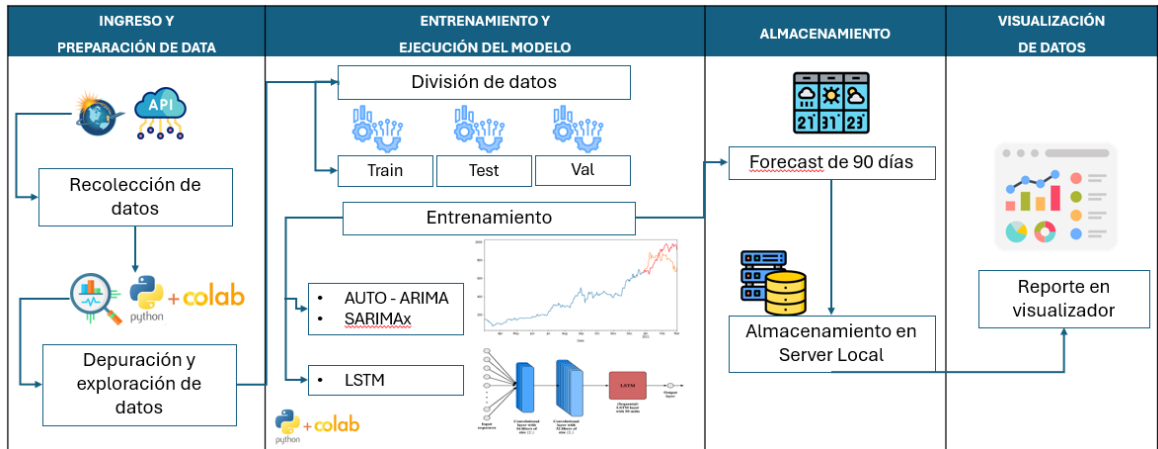 INGRESO Y
PREPARACIÓN DE DATA
ENTRENAMIENTO Y
EJECUCIÓN DEL MODELO
ALMACENAMIENTO
VISUALIZACIÓN
DE DATOS
API
Recolección de
datos
python
+ colab
Depuración y
exploración de
datos
División de datos
Train
Test
Val
Entrenamiento
• AUTO - ARIMA
• SARIMAx
• LSTM
LSTM
python
+ colab
21 31 23
Forecast de 90 días
Almacenamiento en
Server Local
Reporte en
visualizador